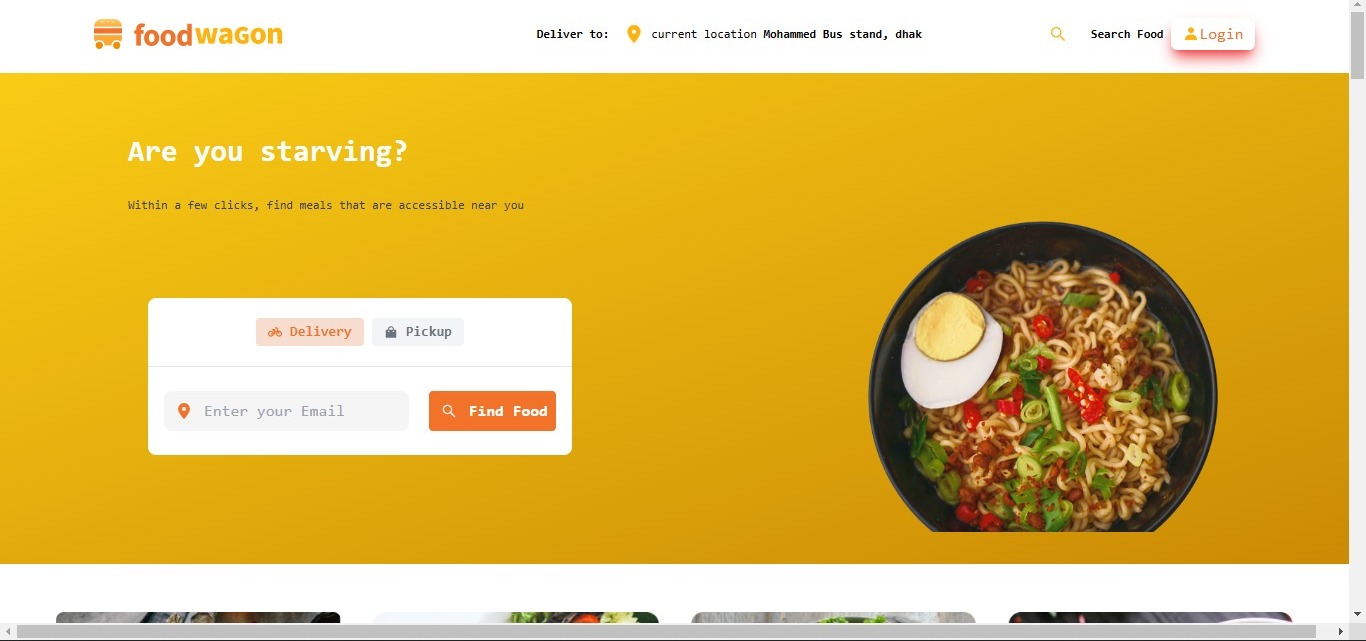 foodwagon
Deliver to: current location Mohammed Bus stand, dhak
Search Food
Login
Are you starving?
Within a few clicks, find meals that are accessible near you
Delivery
Pickup
Enter your Email
Find Food